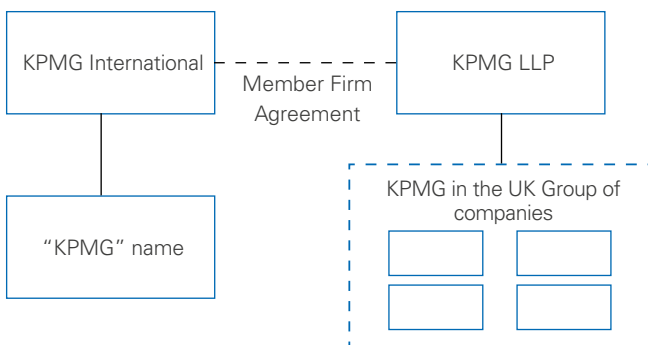 KPMG International
Member Firm
Agreement
KPMG LLP
“KPMG” name
KPMG in the UK Group of
companies